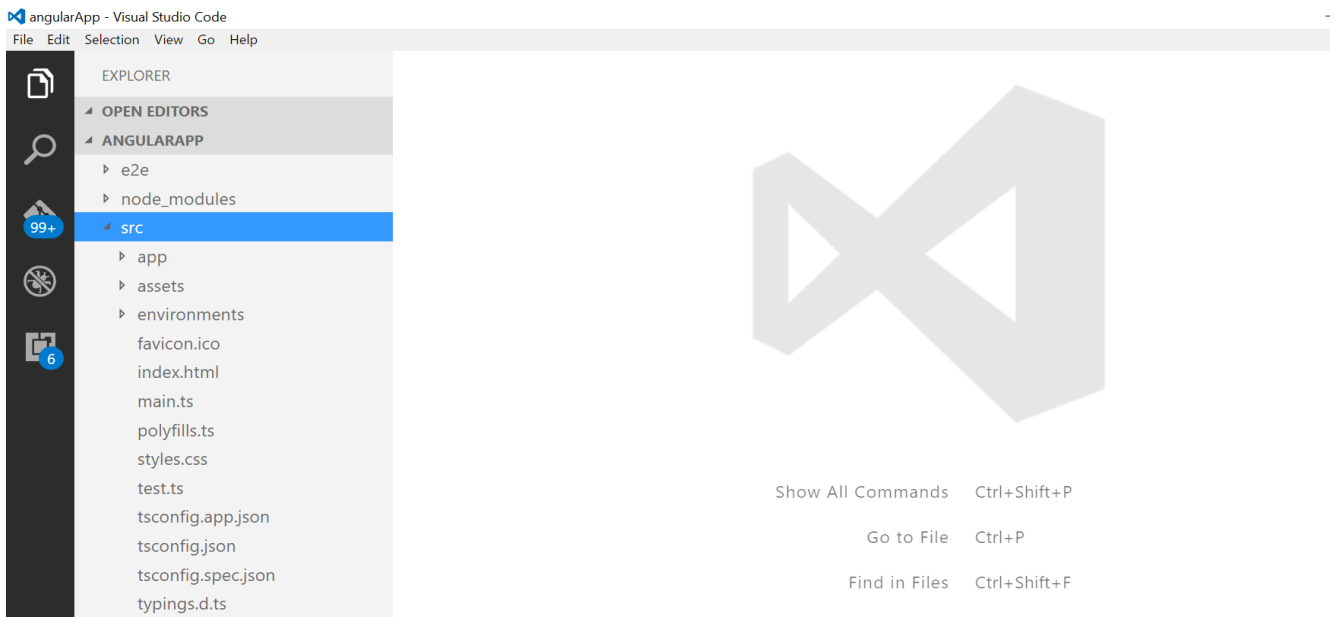 angularApp - Visual Studio Code
File Edit Selection View Go Help
EXPLORER
OPEN EDITORS
ANGULARAPP
e2e
node_modules
99+
src
app
assets
environments
favicon.ico
6
index.html
main.ts
polyfills.ts
styles.css
test.ts
tsconfig.app.json
tsconfig.json
tsconfig.spec.json
typings.d.ts
Show All Commands Ctrl+Shift+P
Go to File Ctrl+P
Find in Files Ctrl+Shift+F